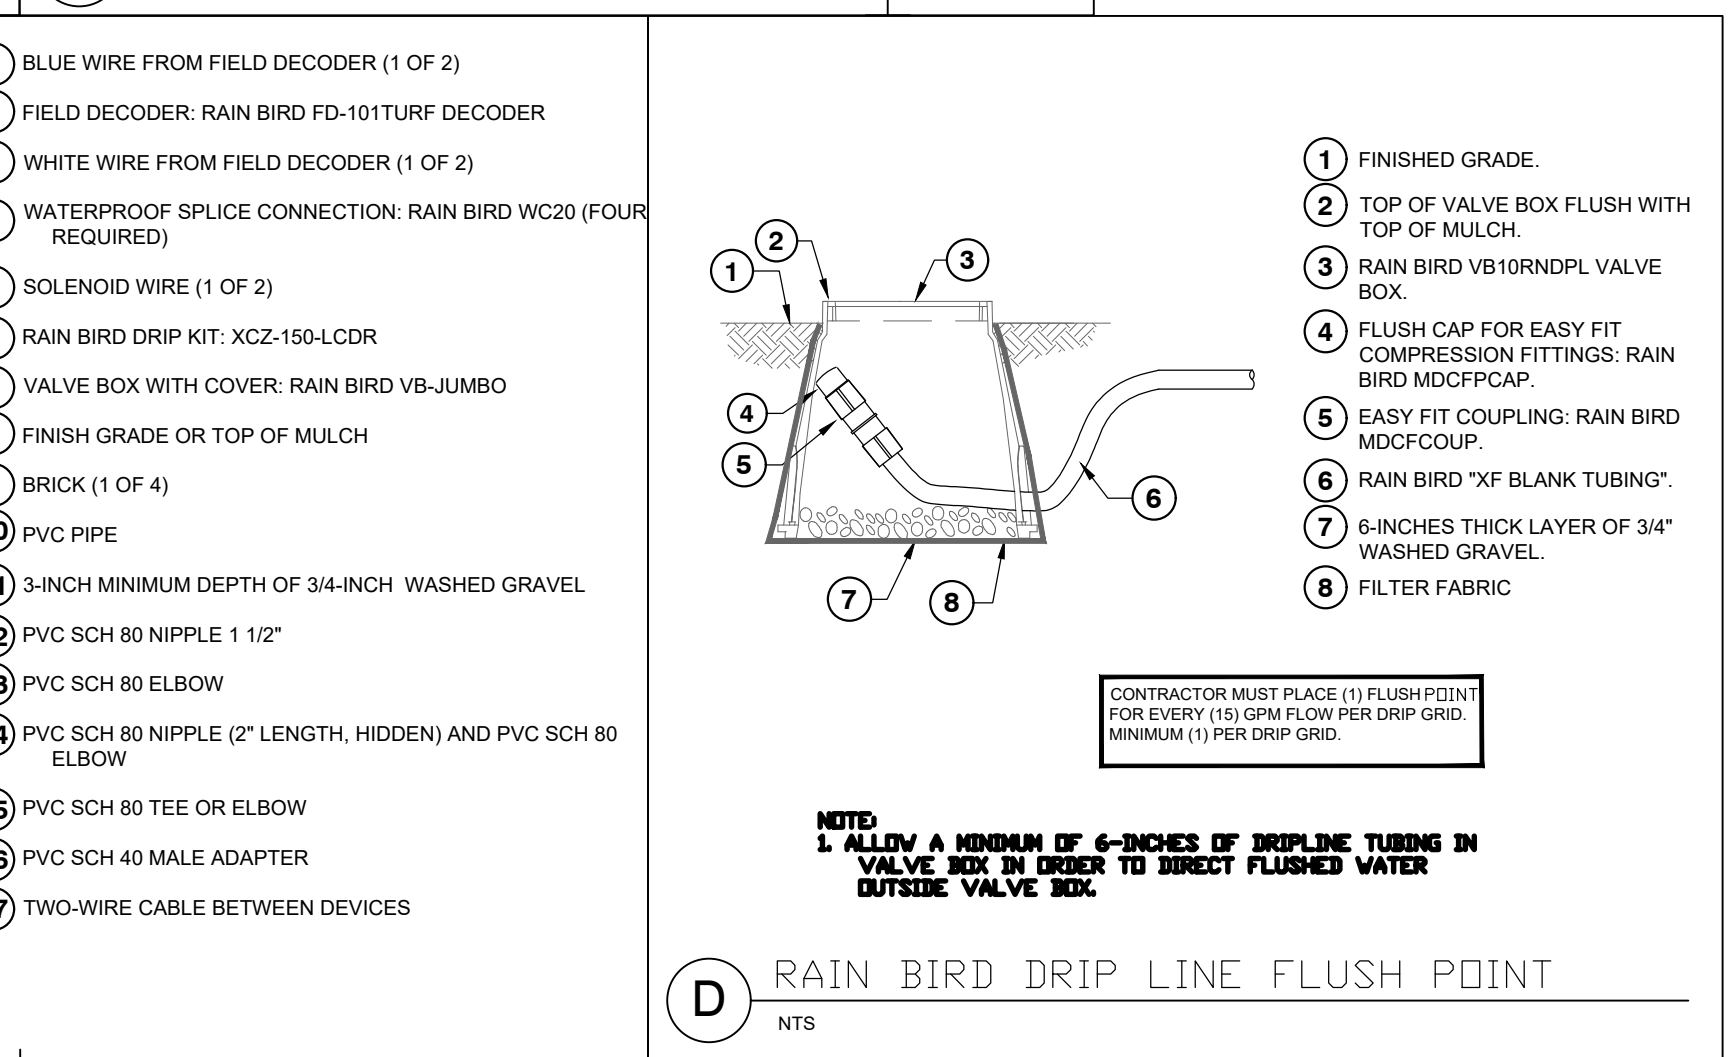 BLUE WIRE FROM FIELD DECODER (1 OF 2)
FIELD DECODER: RAIN BIRD FD-101TURF DECODER
WHITE WIRE FROM FIELD DECODER (1 OF 2)
WATERPROOF SPLICE CONNECTION: RAIN BIRD WC20 (FOUR
REQUIRED)
SOLENOID WIRE (1 OF 2)
RAIN BIRD DRIP KIT: XCZ-150-LCDR
VALVE BOX WITH COVER: RAIN BIRD VB-JUMBO
FINISH GRADE OR TOP OF MULCH
BRICK (1 OF 4)
0 PVC PIPE
1 3-INCH MINIMUM DEPTH OF 3/4-INCH WASHED GRAVEL
2 PVC SCH 80 NIPPLE 1 1/2"
3 PVC SCH 80 ELBOW
4 PVC SCH 80 NIPPLE (2" LENGTH, HIDDEN) AND PVC SCH 80
ELBOW
5 PVC SCH 80 TEE OR ELBOW
6 PVC SCH 40 MALE ADAPTER
7 TWO-WIRE CABLE BETWEEN DEVICES
2
1
3
4
5
6
7
8
1 FINISHED GRADE.
2 TOP OF VALVE BOX FLUSH WITH
TOP OF MULCH.
3 RAIN BIRD VB10RNDPL VALVE
BOX.
4 FLUSH CAP FOR EASY FIT
COMPRESSION FITTINGS: RAIN
BIRD MDCFPCAP.
5 EASY FIT COUPLING: RAIN BIRD
MDCFCOUP.
6 RAIN BIRD "XF BLANK TUBING".
7 6-INCHES THICK LAYER OF 3/4"
WASHED GRAVEL.
8 FILTER FABRIC
CONTRACTOR MUST PLACE (1) FLUSH POINT
FOR EVERY (15) GPM FLOW PER DRIP GRID.
MINIMUM (1) PER DRIP GRID.
NOTE:
1. ALLOW A MINIMUM OF 6-INCHES OF DRIPLINE TUBING IN
VALVE BOX IN ORDER TO DIRECT FLUSHED WATER
OUTSIDE VALVE BOX.
D RAIN BIRD DRIP LINE FLUSH POINT
NTS